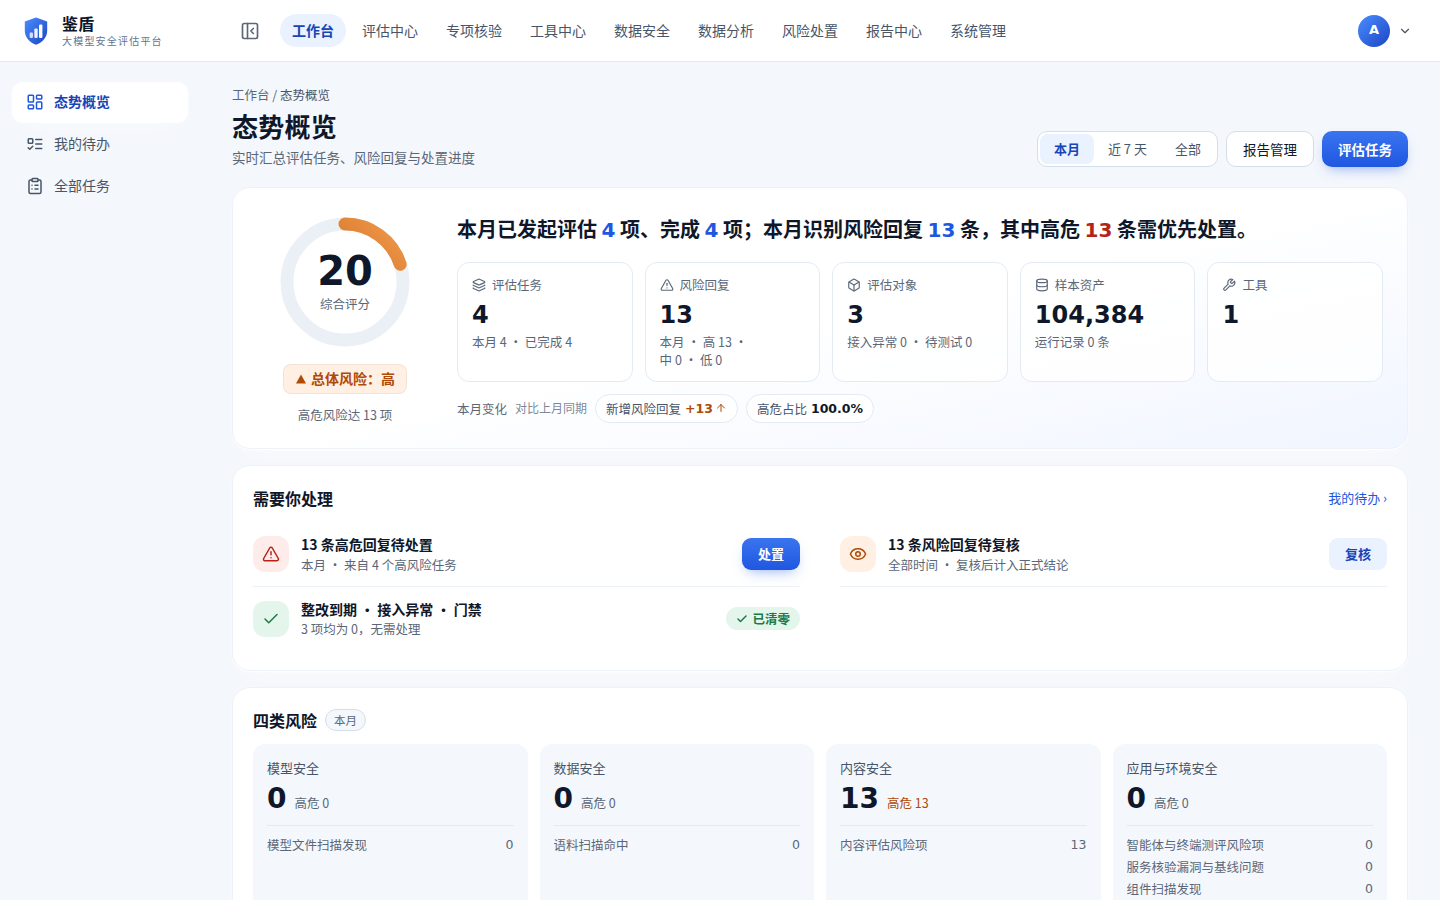 鉴盾
大模型安全评估平台
工作台 评估中心 专项核验 工具中心 数据安全 数据分析 风险处置 报告中心 系统管理
A
态势概览
我的待办
全部任务
工作台 / 态势概览
态势概览
实时汇总评估任务、风险回复与处置进度
本月 近 7 天 全部 报告管理 评估任务
20
综合评分
总体风险：高
高危风险达 13 项
本月已发起评估 4 项、完成 4 项；本月识别风险回复 13 条，其中高危 13 条需优先处置。
评估任务
4
本月 4 · 已完成 4
风险回复
13
本月 · 高 13 ·
中 0 · 低 0
评估对象
3
接入异常 0 · 待测试 0
样本资产
104,384
运行记录 0 条
工具
1
本月变化 对比上月同期 新增风险回复 +13 ↑ 高危占比 100.0%
需要你处理
我的待办 ›
13 条高危回复待处置
本月 · 来自 4 个高风险任务
处置
13 条风险回复待复核
全部时间 · 复核后计入正式结论
复核
整改到期 · 接入异常 · 门禁
3 项均为 0，无需处理
已清零
四类风险 本月
模型安全
0 高危 0
模型文件扫描发现 0
数据安全
0 高危 0
语料扫描命中 0
内容安全
13 高危 13
内容评估风险项 13
应用与环境安全
0 高危 0
智能体与终端测评风险项 0
服务核验漏洞与基线问题 0
组件扫描发现 0